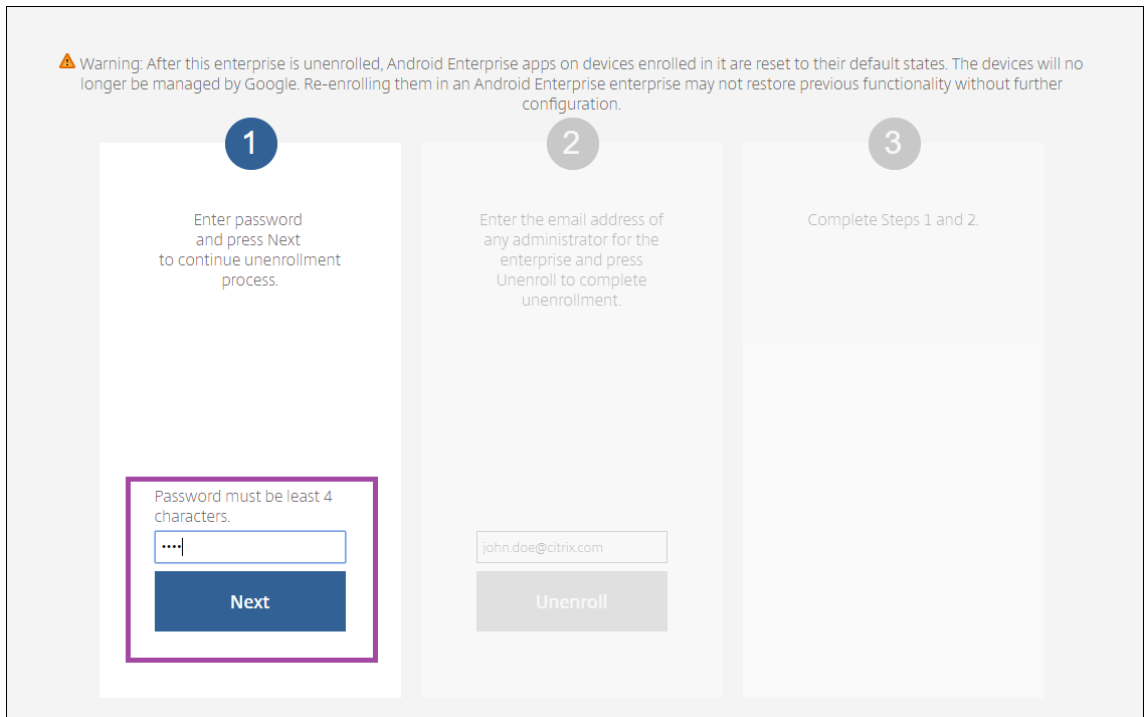 Warning: After this enterprise is unenrolled, Android Enterprise apps on devices enrolled in it are reset to their default states. The devices will no
longer be managed by Google. Re-enrolling them in an Android Enterprise enterprise may not restore previous functionality without further
configuration.
1
Enter password
and press Next
to continue unenrollment
process.
Password must be least 4
characters.
••••
Next
2
Enter the email address of
any administrator for the
enterprise and press
Unenroll to complete
unenrollment.
john.doe@citrix.com
Unenroll
3
Complete Steps 1 and 2.